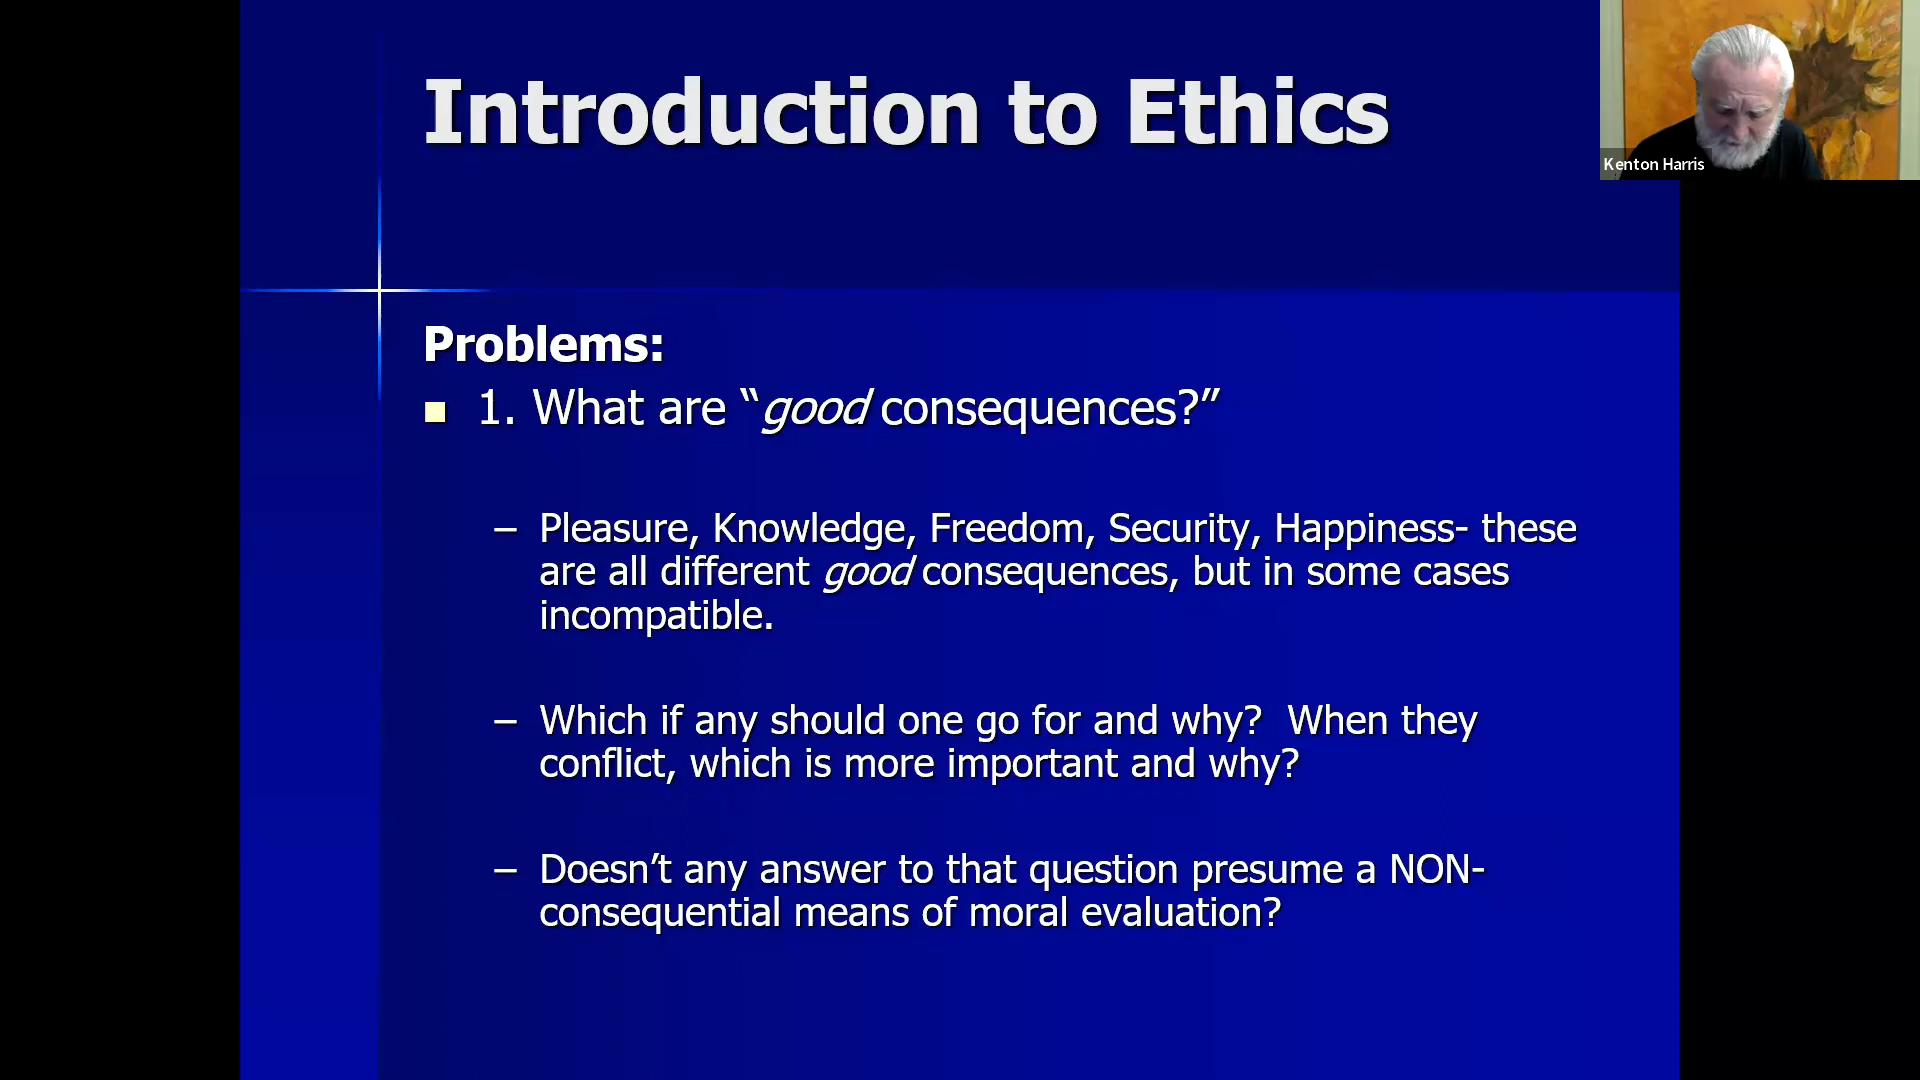 Introduction to Ethics
Kenton Harris
Problems:
1. What are “good consequences?”
– Pleasure, Knowledge, Freedom, Security, Happiness- these
are all different good consequences, but in some cases
incompatible.
– Which if any should one go for and why?  When they
conflict, which is more important and why?
– Doesn’t any answer to that question presume a NON-
consequential means of moral evaluation?